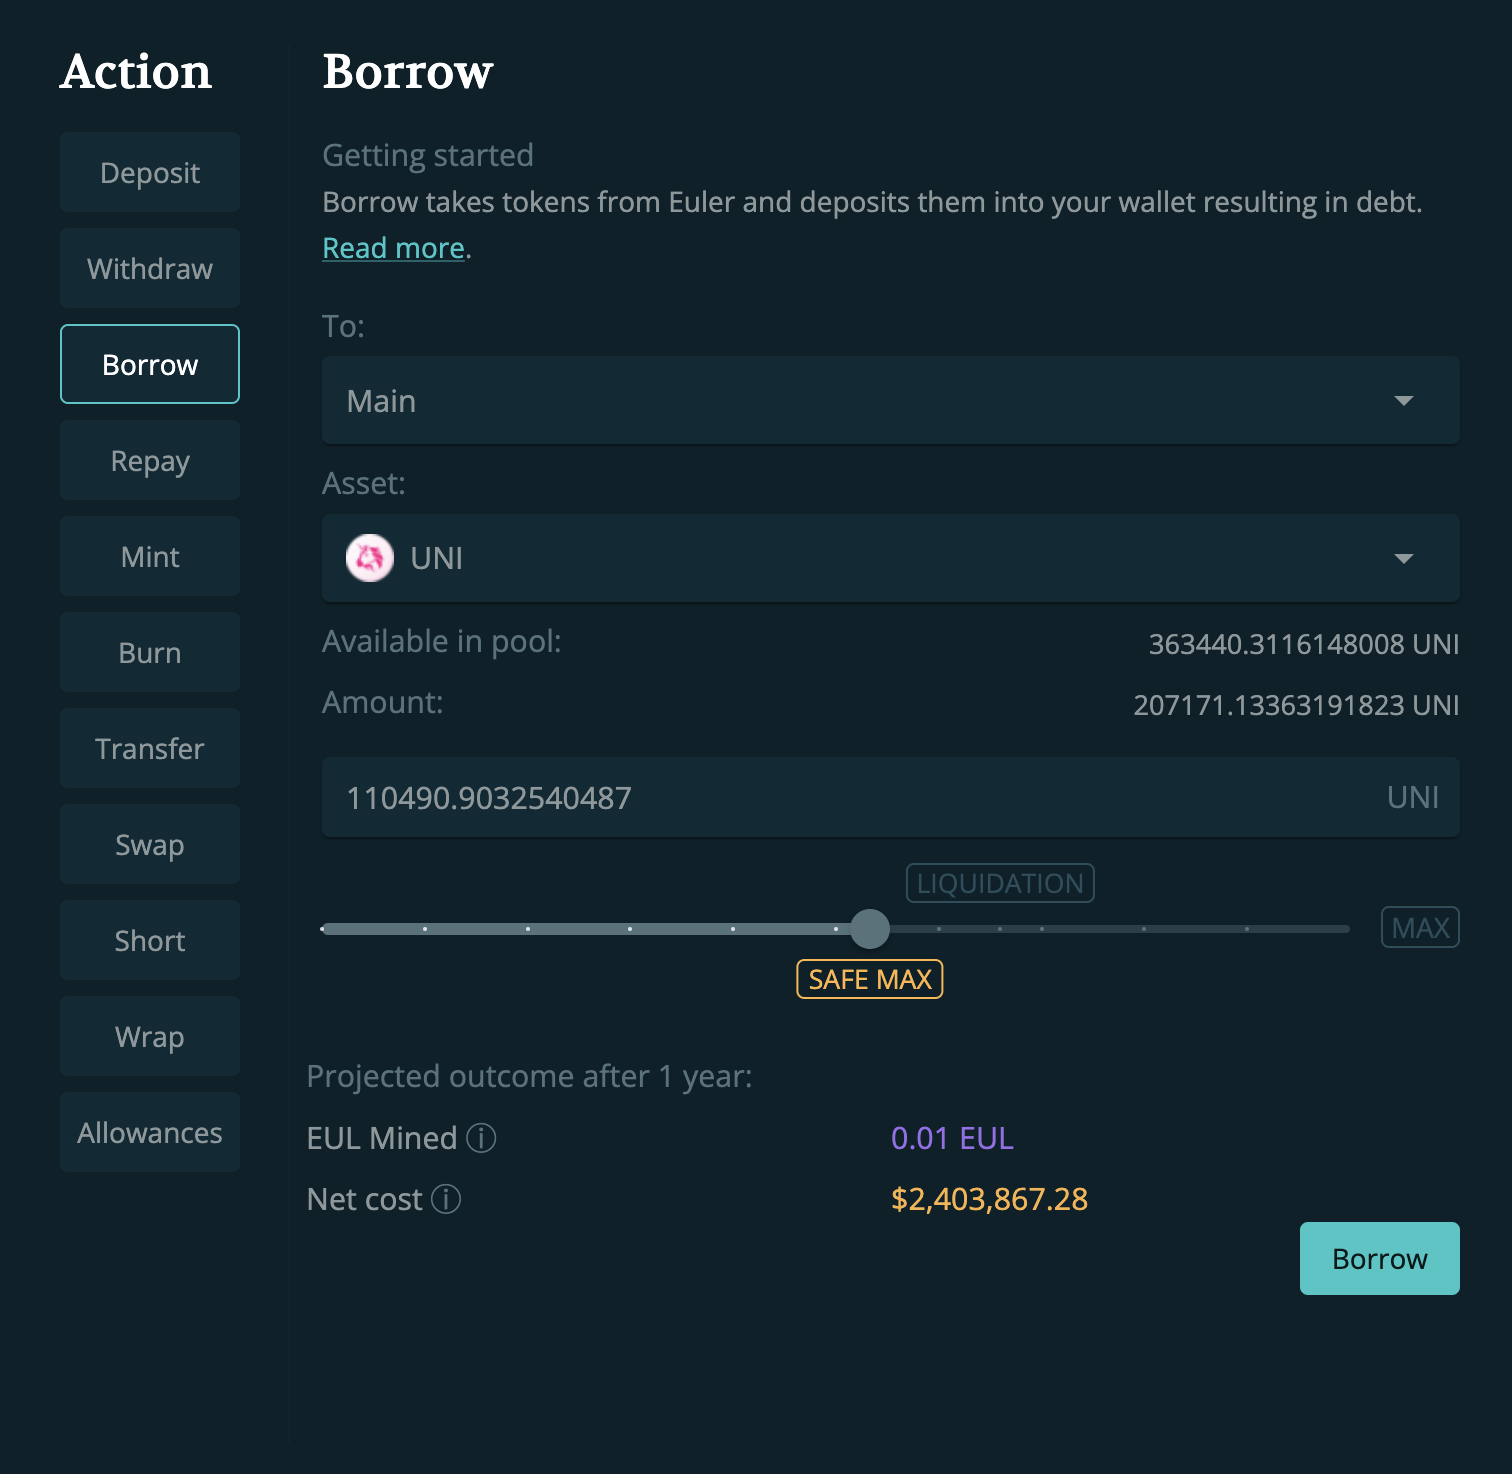 Action
Deposit
Withdraw
Borrow
Repay
Mint
Burn
Transfer
Swap
Short
Wrap
Allowances
Borrow
Getting started
Borrow takes tokens from Euler and deposits them into your wallet resulting in debt.
Read more.
To:
Main
Asset:
UNI
Available in pool: 363440.3116148008 UNI
Amount: 207171.13363191823 UNI
110490.9032540487 UNI
LIQUIDATION
MAX
SAFE MAX
Projected outcome after 1 year:
EUL Mined 0.01 EUL
Net cost $2,403,867.28
Borrow